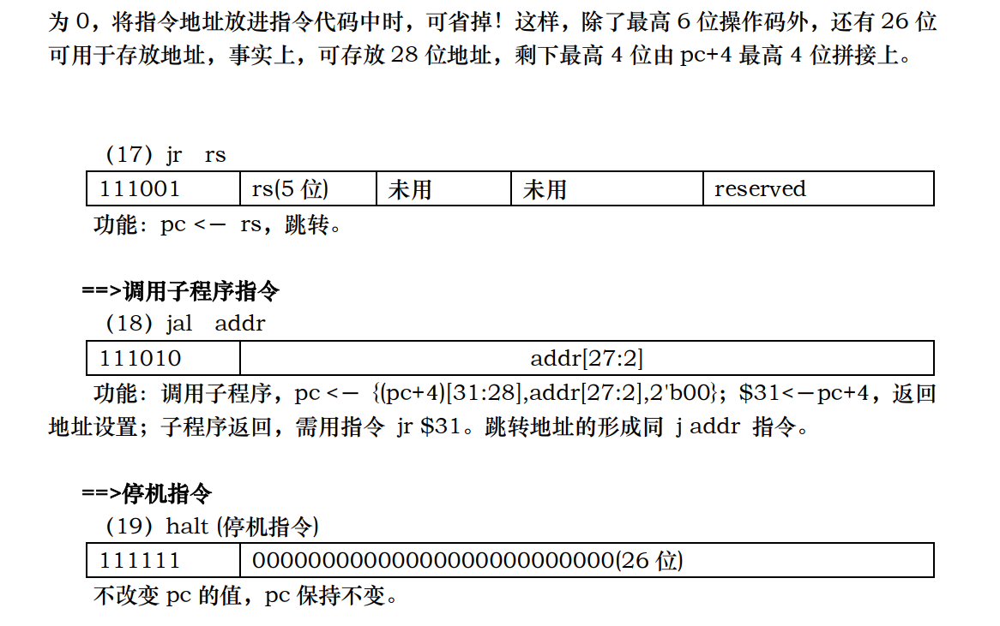 为 0，将指令地址放进指令代码中时，可省掉！这样，除了最高 6 位操作码外，还有 26 位
可用于存放地址，事实上，可存放 28 位地址，剩下最高 4 位由 pc+4 最高 4 位拼接上。
（17）jr rs
111001 rs(5 位) 未用 未用 reserved
功能：pc <－ rs，跳转。
==>调用子程序指令
（18）jal addr
111010 addr[27:2]
功能：调用子程序，pc <－ {(pc+4)[31:28],addr[27:2],2'b00}；$31<－pc+4，返回
地址设置；子程序返回，需用指令 jr $31。跳转地址的形成同 j addr 指令。
==>停机指令
（19）halt (停机指令)
111111 00000000000000000000000000(26 位)
不改变 pc 的值，pc 保持不变。